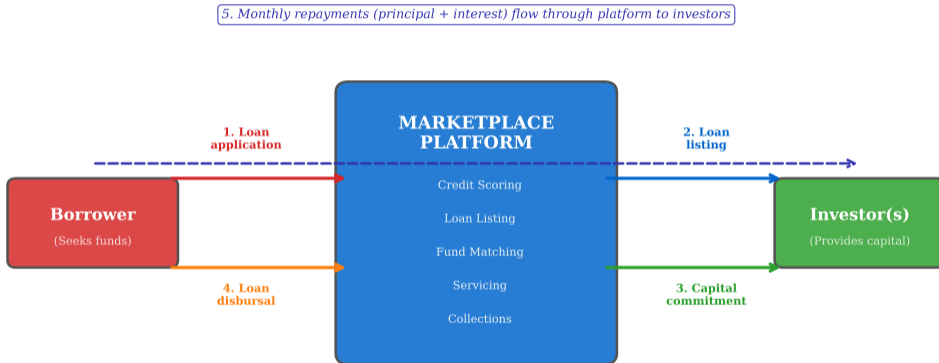 5. Monthly repayments (principal + interest) flow through platform to investors
MARKETPLACE
PLATFORM
1. Loan
application
2. Loan
listing
Credit Scoring
Borrower
(Seeks funds)
Loan Listing
Investor(s)
(Provides capital)
Fund Matching
Servicing
4. Loan
disbursal
3. Capital
commitment
Collections